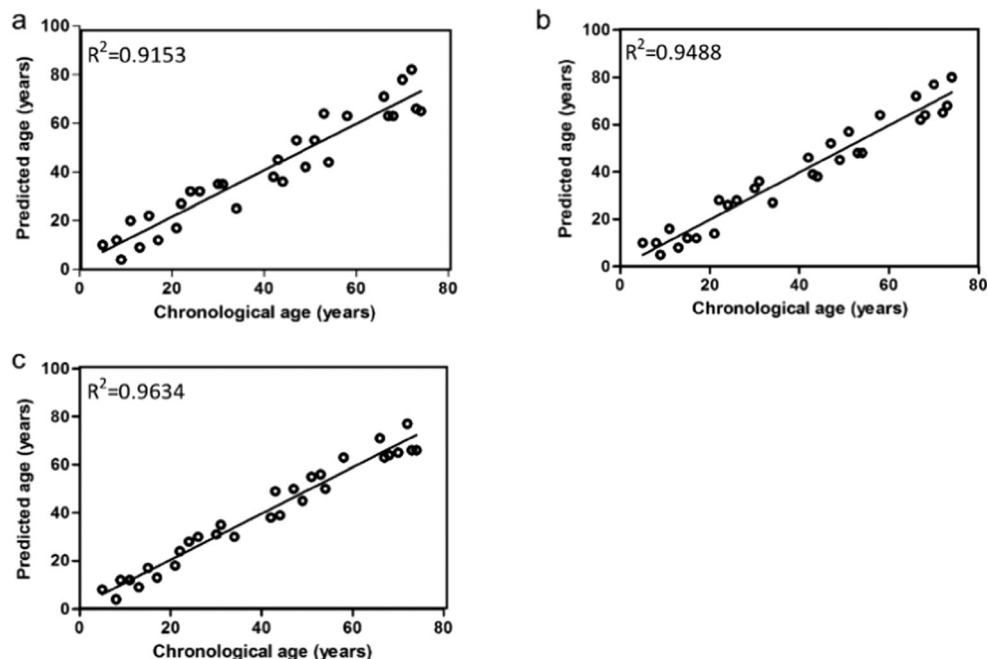 a
R²=0.9153
Predicted age (years)
100
80
60
40
20
0
0 20 40 60 80
Chronological age (years)
b
R²=0.9488
Predicted age (years)
100
80
60
40
20
0
0 20 40 60 80
Chronological age (years)
c
R²=0.9634
Predicted age (years)
100
80
60
40
20
0
0 20 40 60 80
Chronological age (years)